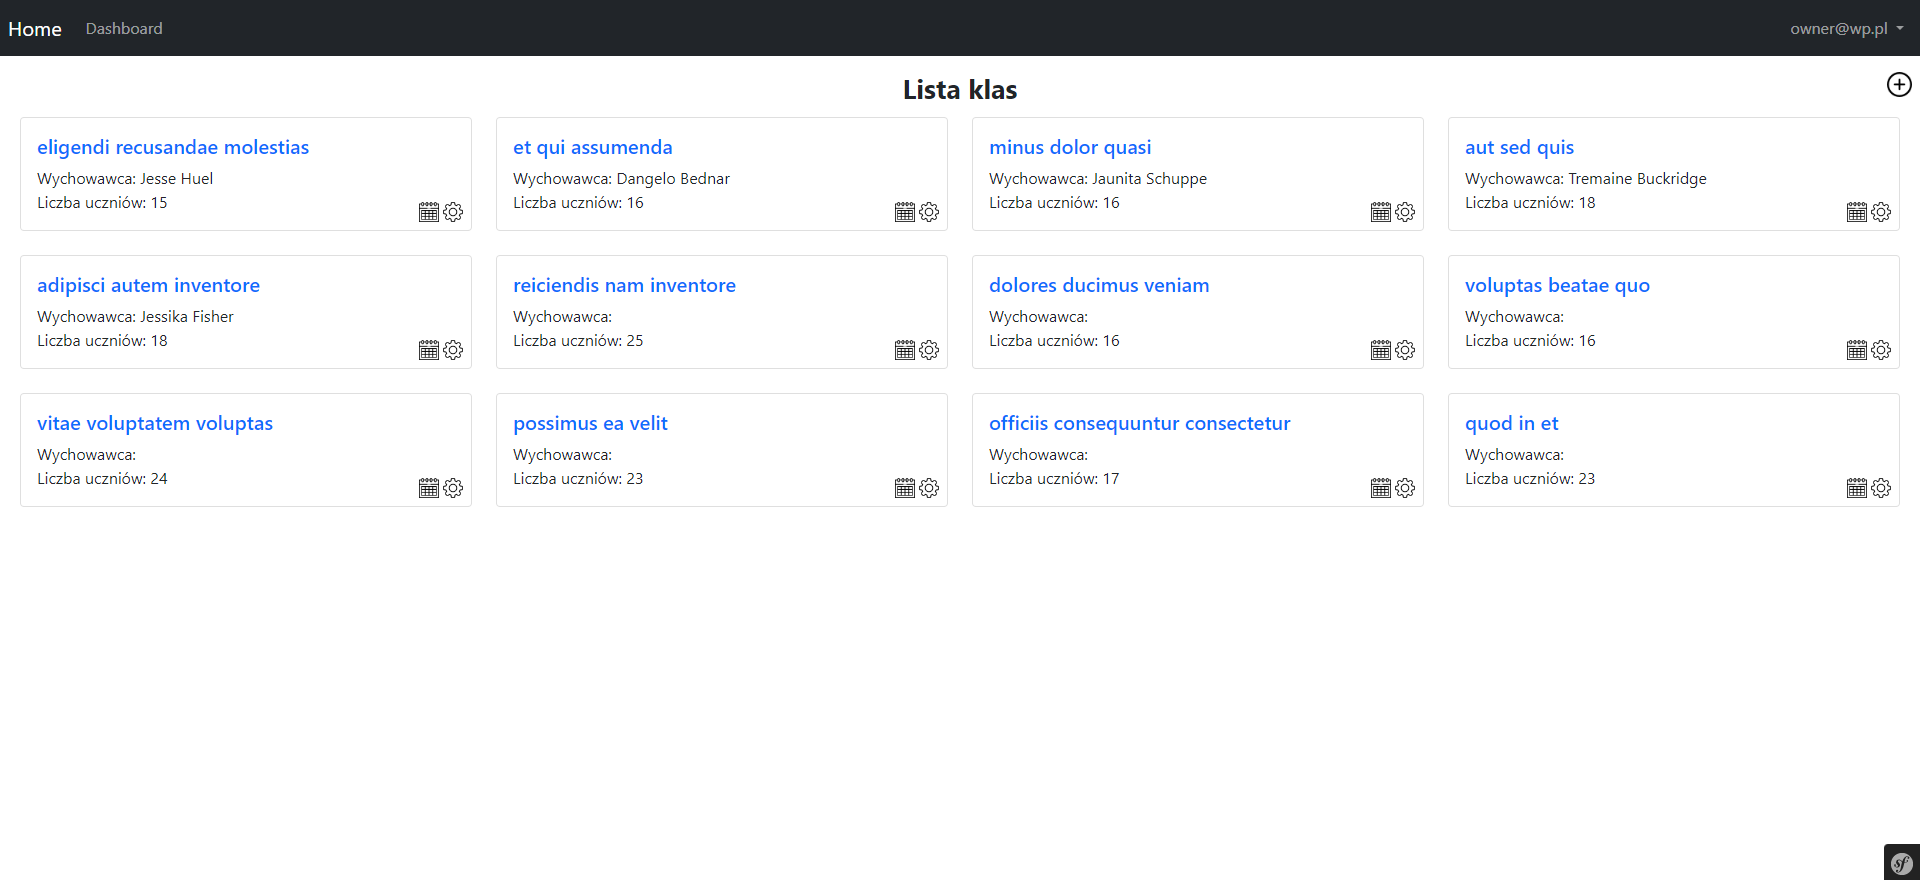 Home Dashboard owner@wp.pl
Lista klas
eligendi recusandae molestias
Wychowawca: Jesse Huel
Liczba uczniów: 15
et qui assumenda
Wychowawca: Dangelo Bednar
Liczba uczniów: 16
minus dolor quasi
Wychowawca: Jaunita Schuppe
Liczba uczniów: 16
aut sed quis
Wychowawca: Tremaine Buckridge
Liczba uczniów: 18
adipisci autem inventore
Wychowawca: Jessika Fisher
Liczba uczniów: 18
reiciendis nam inventore
Wychowawca:
Liczba uczniów: 25
dolores ducimus veniam
Wychowawca:
Liczba uczniów: 16
voluptas beatae quo
Wychowawca:
Liczba uczniów: 16
vitae voluptatem voluptas
Wychowawca:
Liczba uczniów: 24
possimus ea velit
Wychowawca:
Liczba uczniów: 23
officiis consequuntur consectetur
Wychowawca:
Liczba uczniów: 17
quod in et
Wychowawca:
Liczba uczniów: 23
sf